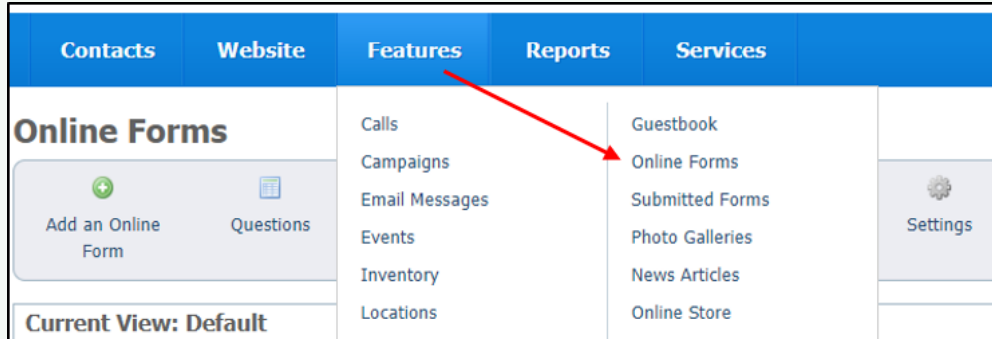 Contacts Website Features Reports Services
Online Forms
Add an Online
Form
Questions
Calls
Campaigns
Email Messages
Events
Inventory
Locations
Guestbook
Online Forms
Submitted Forms
Photo Galleries
News Articles
Online Store
Settings
Current View: Default